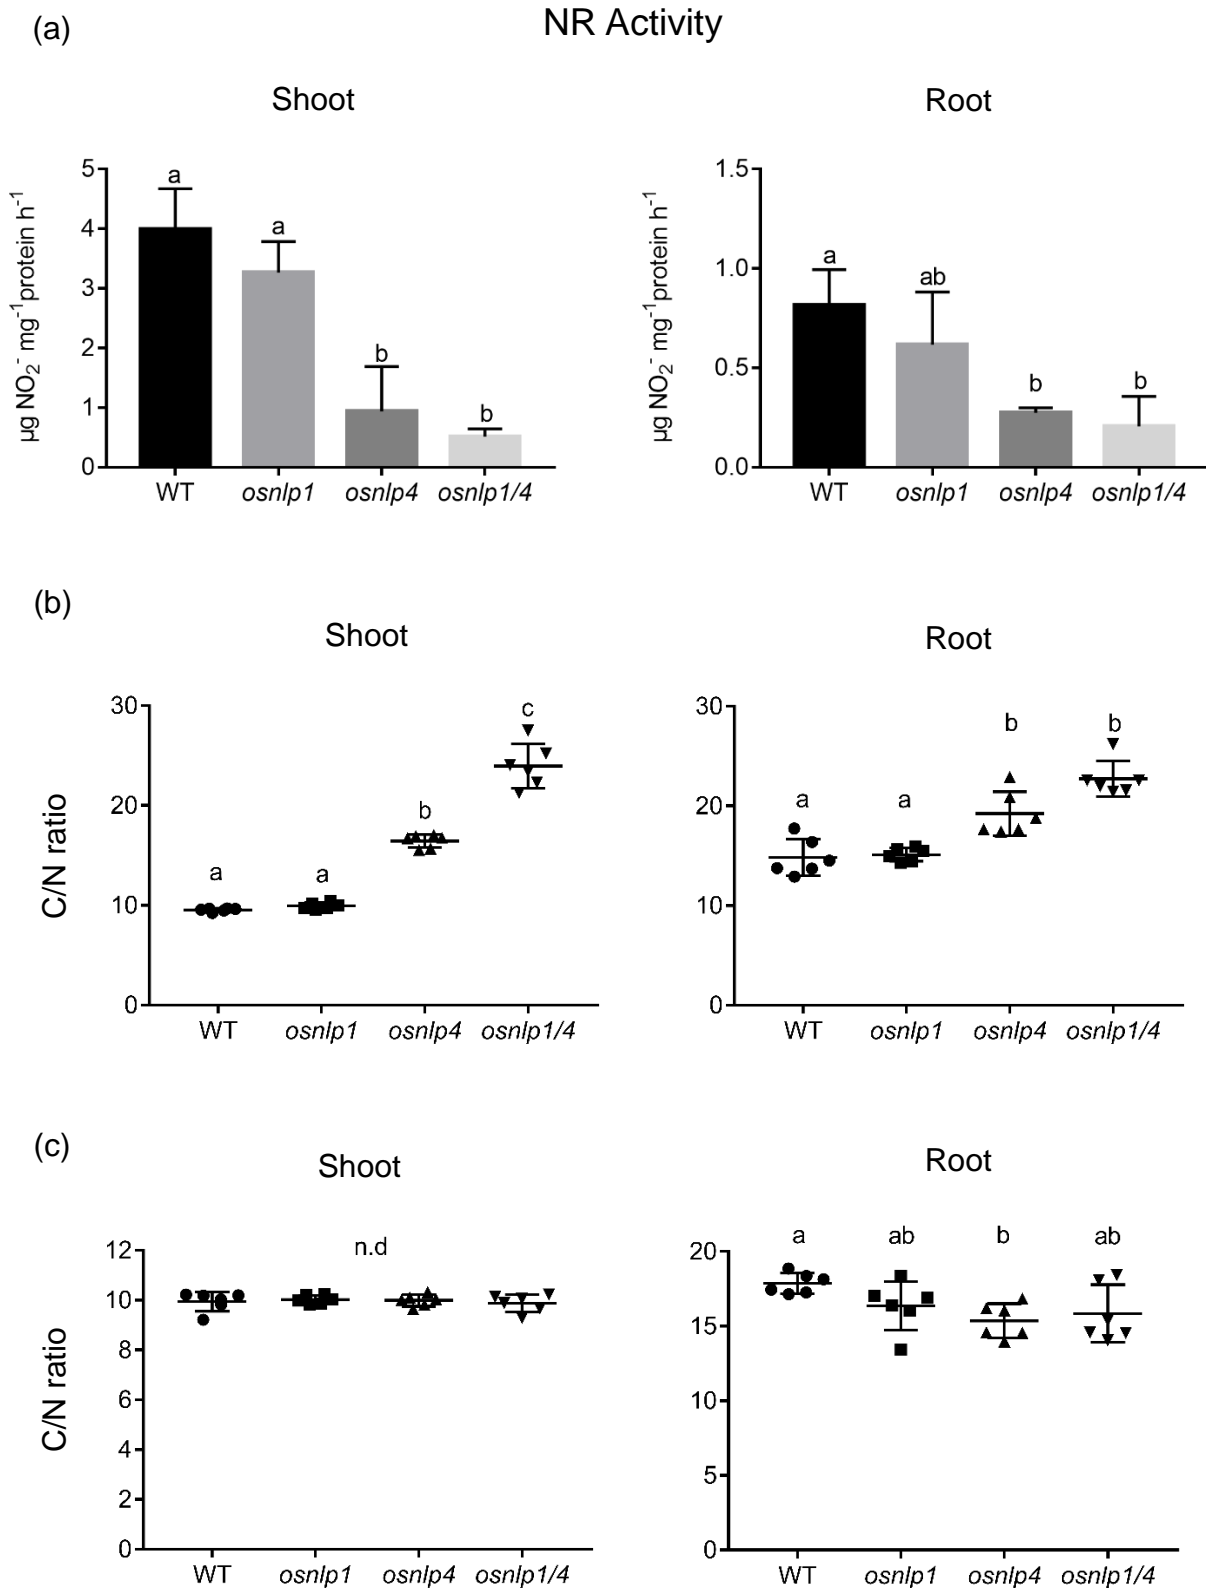 (a)
NR Activity
Shoot
Root
µg NO₂⁻ mg⁻¹protein h⁻¹
5
4
3
2
1
0
a
a
b
b
WT
osnlp1
osnlp4
osnlp1/4
µg NO₂⁻ mg⁻¹protein h⁻¹
1.5
1.0
0.5
0.0
a
ab
b
b
WT
osnlp1
osnlp4
osnlp1/4
(b)
Shoot
Root
C/N ratio
30
20
10
0
a
a
b
c
WT
osnlp1
osnlp4
osnlp1/4
30
20
10
0
a
a
b
b
WT
osnlp1
osnlp4
osnlp1/4
(c)
Shoot
Root
C/N ratio
12
10
8
6
4
2
0
n.d
WT
osnlp1
osnlp4
osnlp1/4
20
15
10
5
0
a
ab
b
ab
WT
osnlp1
osnlp4
osnlp1/4